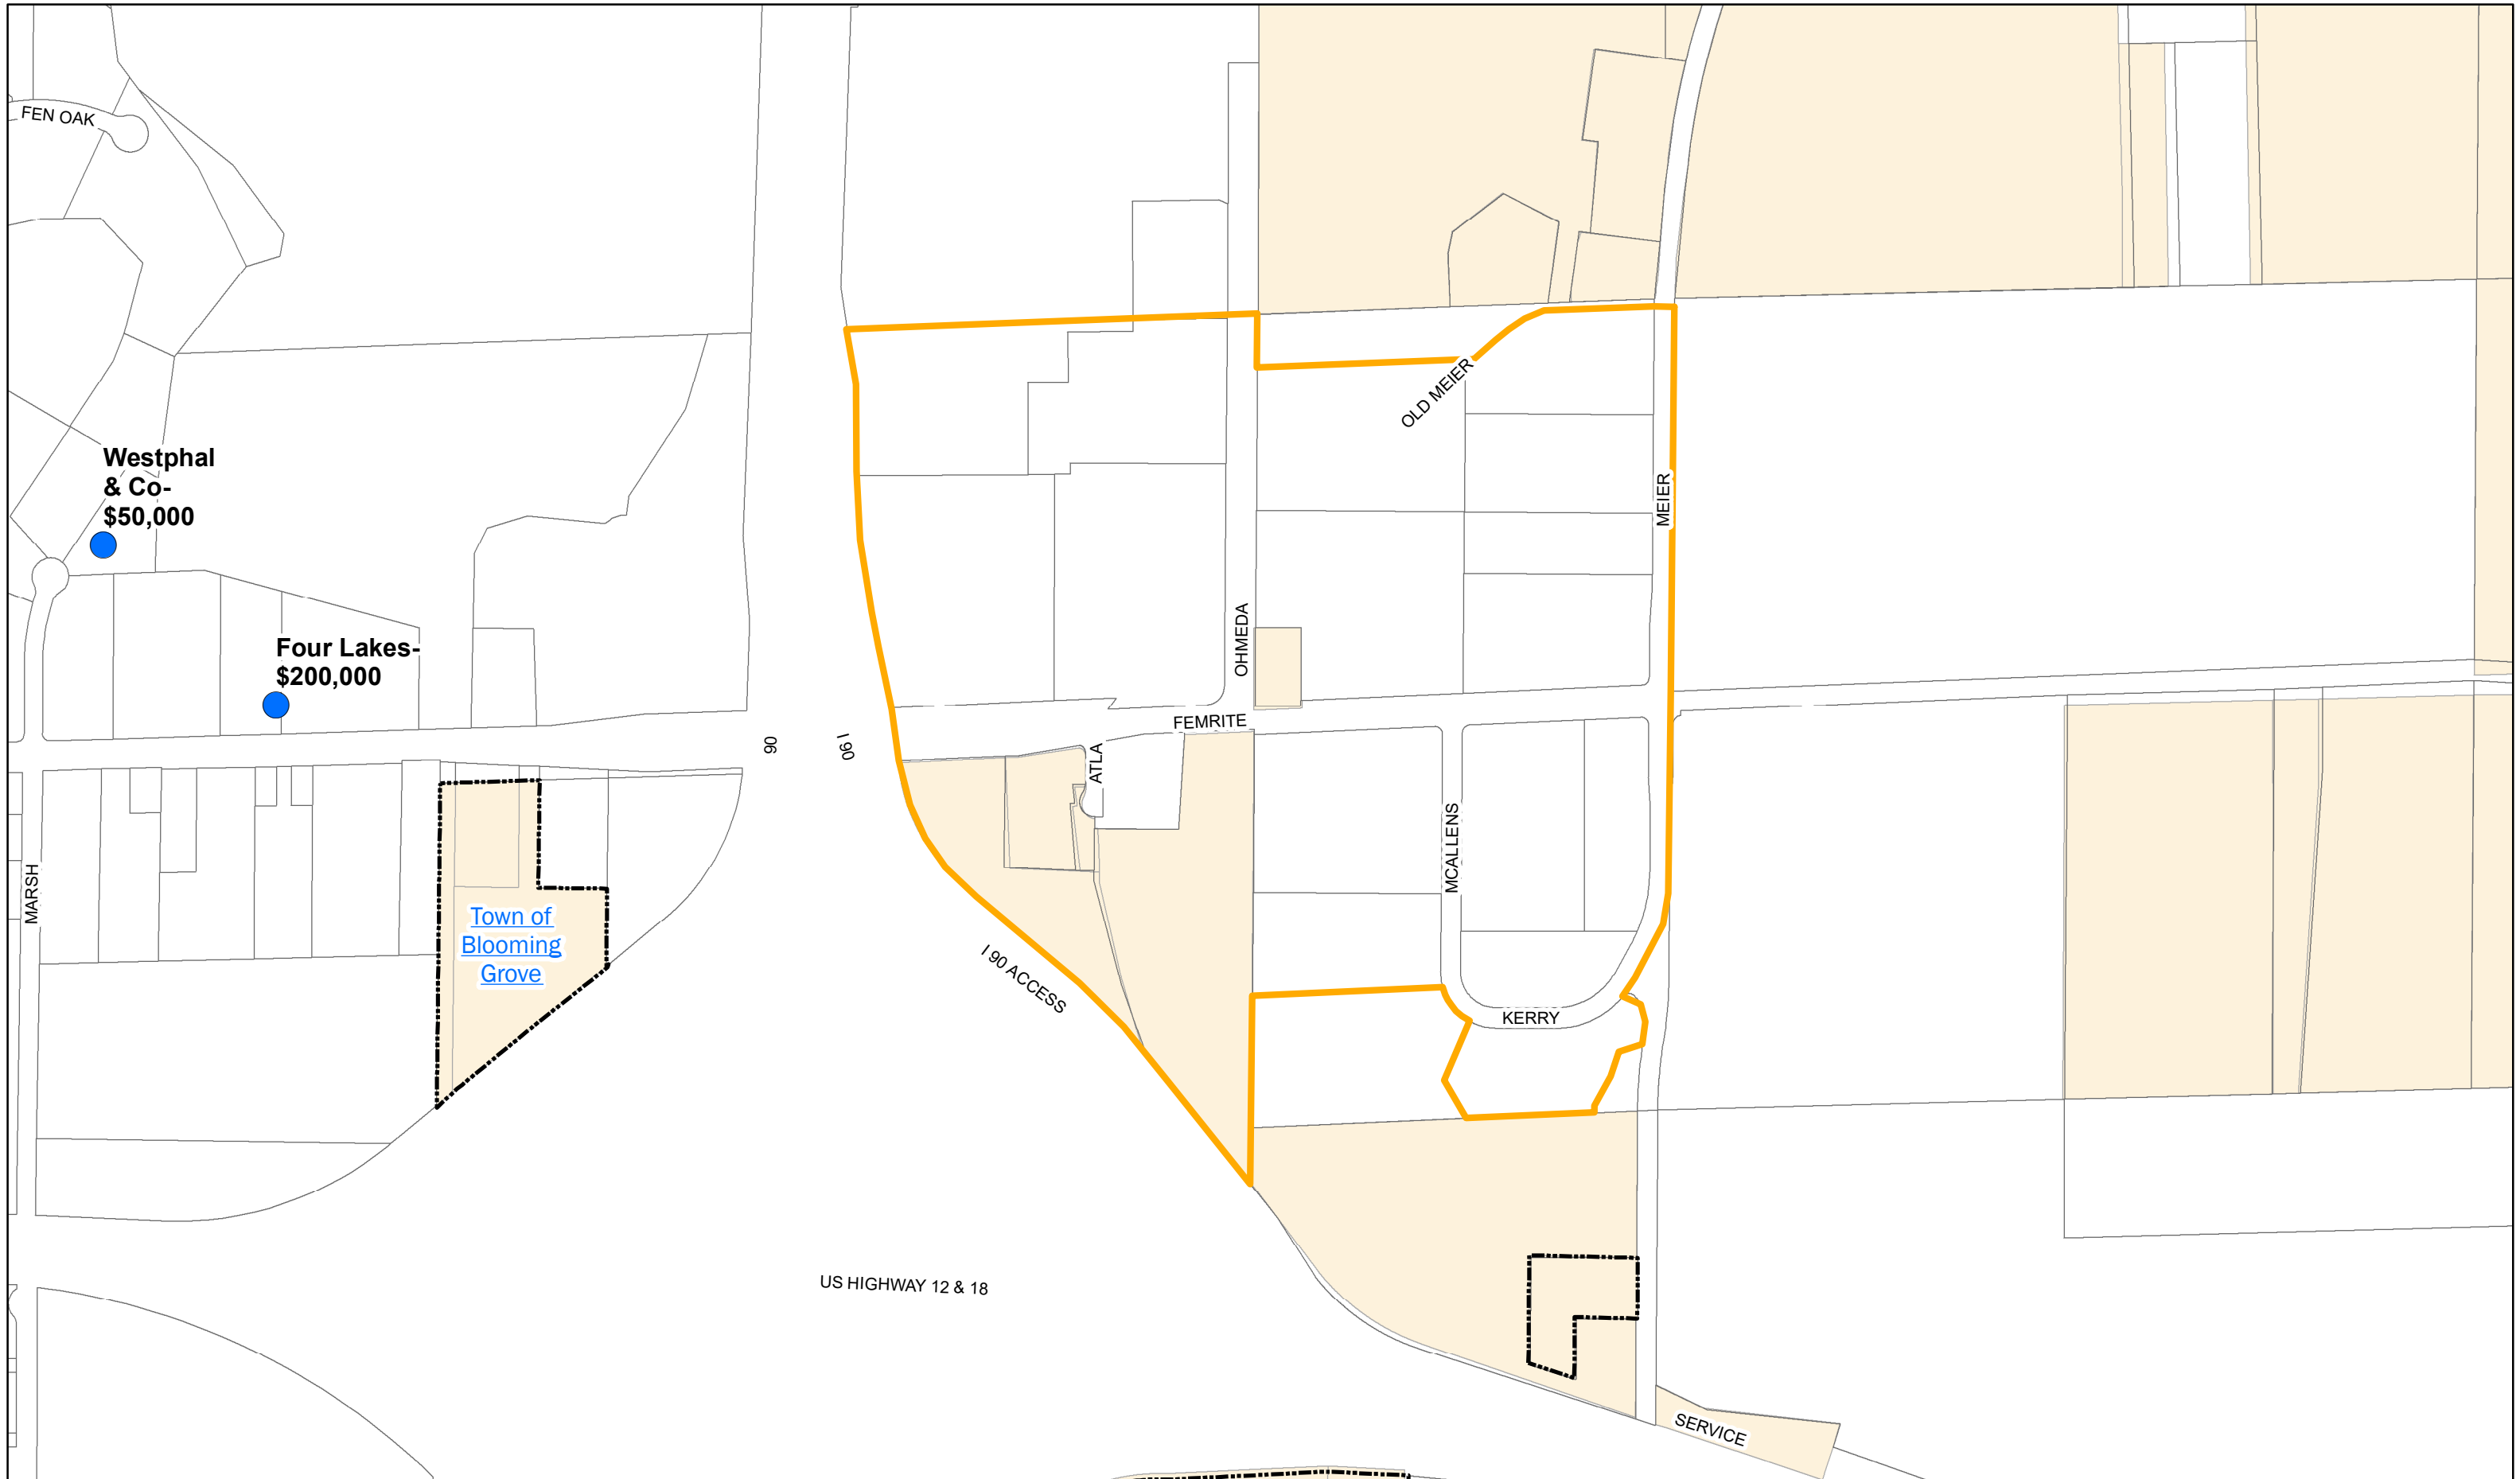 FEN OAK
Westphal
& Co-
$50,000
OLD MEIER
MEIER
Four Lakes-
$200,000
OHMEDA
FEMRITE
90
I 90
ATLA
MCALLENS
MARSH
Town of
Blooming
Grove
I 90 ACCESS
KERRY
US HIGHWAY 12 & 18
SERVICE